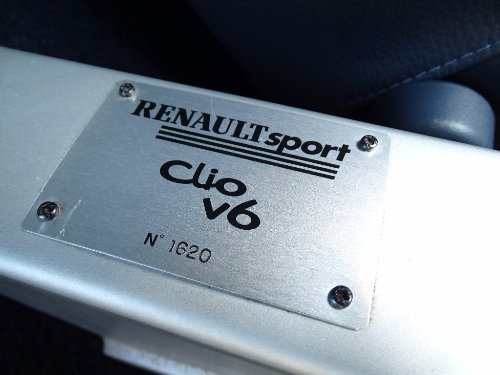 RENAULTsport
Clio
v6
N° 1620